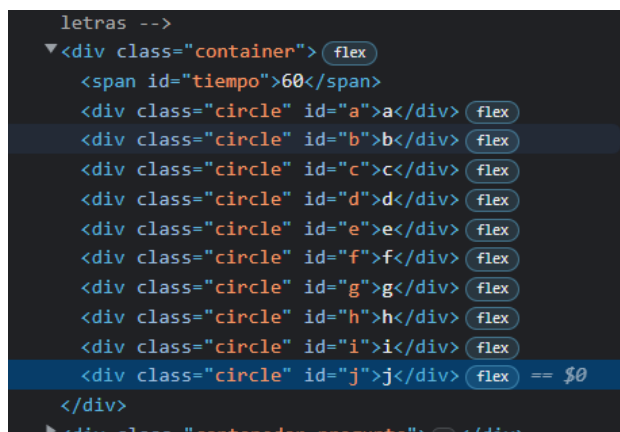 letras -->
▼<div class="container"> flex
<span id="tiempo">60</span>
<div class="circle" id="a">a</div> flex
<div class="circle" id="b">b</div> flex
<div class="circle" id="c">c</div> flex
<div class="circle" id="d">d</div> flex
<div class="circle" id="e">e</div> flex
<div class="circle" id="f">f</div> flex
<div class="circle" id="g">g</div> flex
<div class="circle" id="h">h</div> flex
<div class="circle" id="i">i</div> flex
<div class="circle" id="j">j</div> flex == $0
</div>